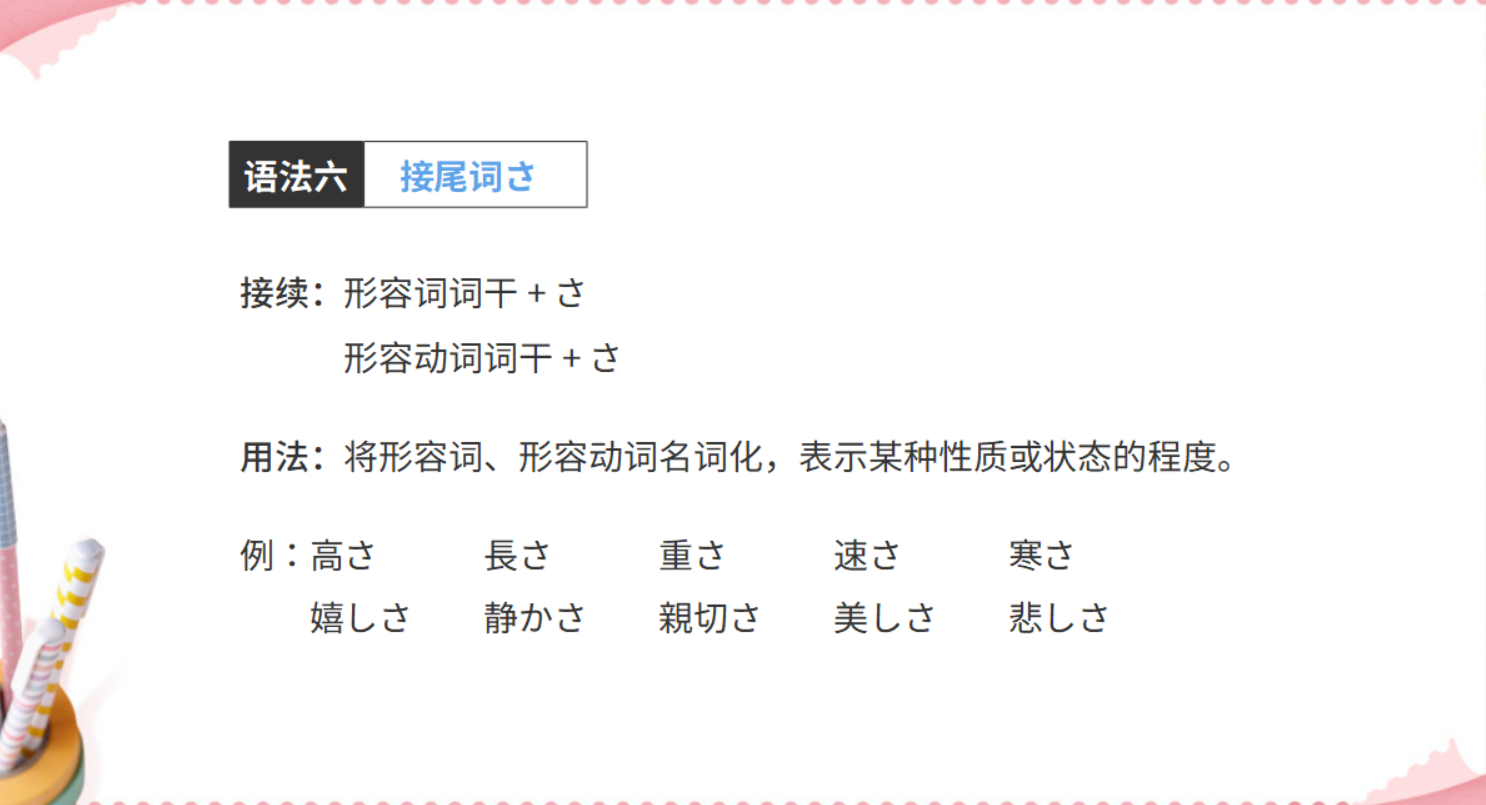 语法六 接尾词さ
接续：形容词词干 + さ
形容动词词干 + さ
用法：将形容词、形容动词名词化，表示某种性质或状态的程度。
例：高さ 長さ 重さ 速さ 寒さ
嬉しさ 静かさ 親切さ 美しさ 悲しさ